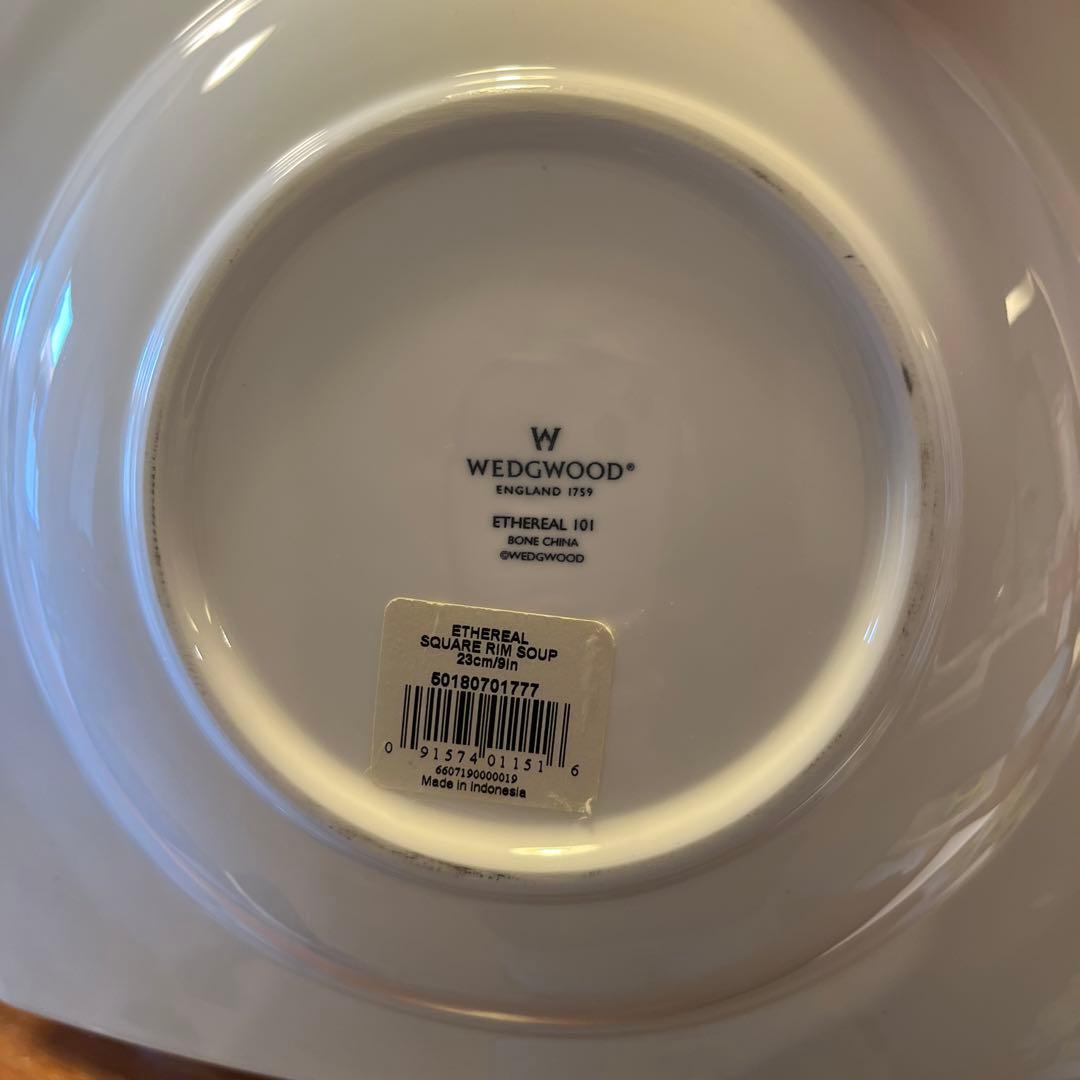 W
WEDGWOOD®
ENGLAND 1759
ETHEREAL 101
BONE CHINA
©WEDGWOOD
ETHEREAL
SQUARE RIM SOUP
23cm/9in
50180701777
0 91574 01151 6
6607190000019
Made in Indonesia